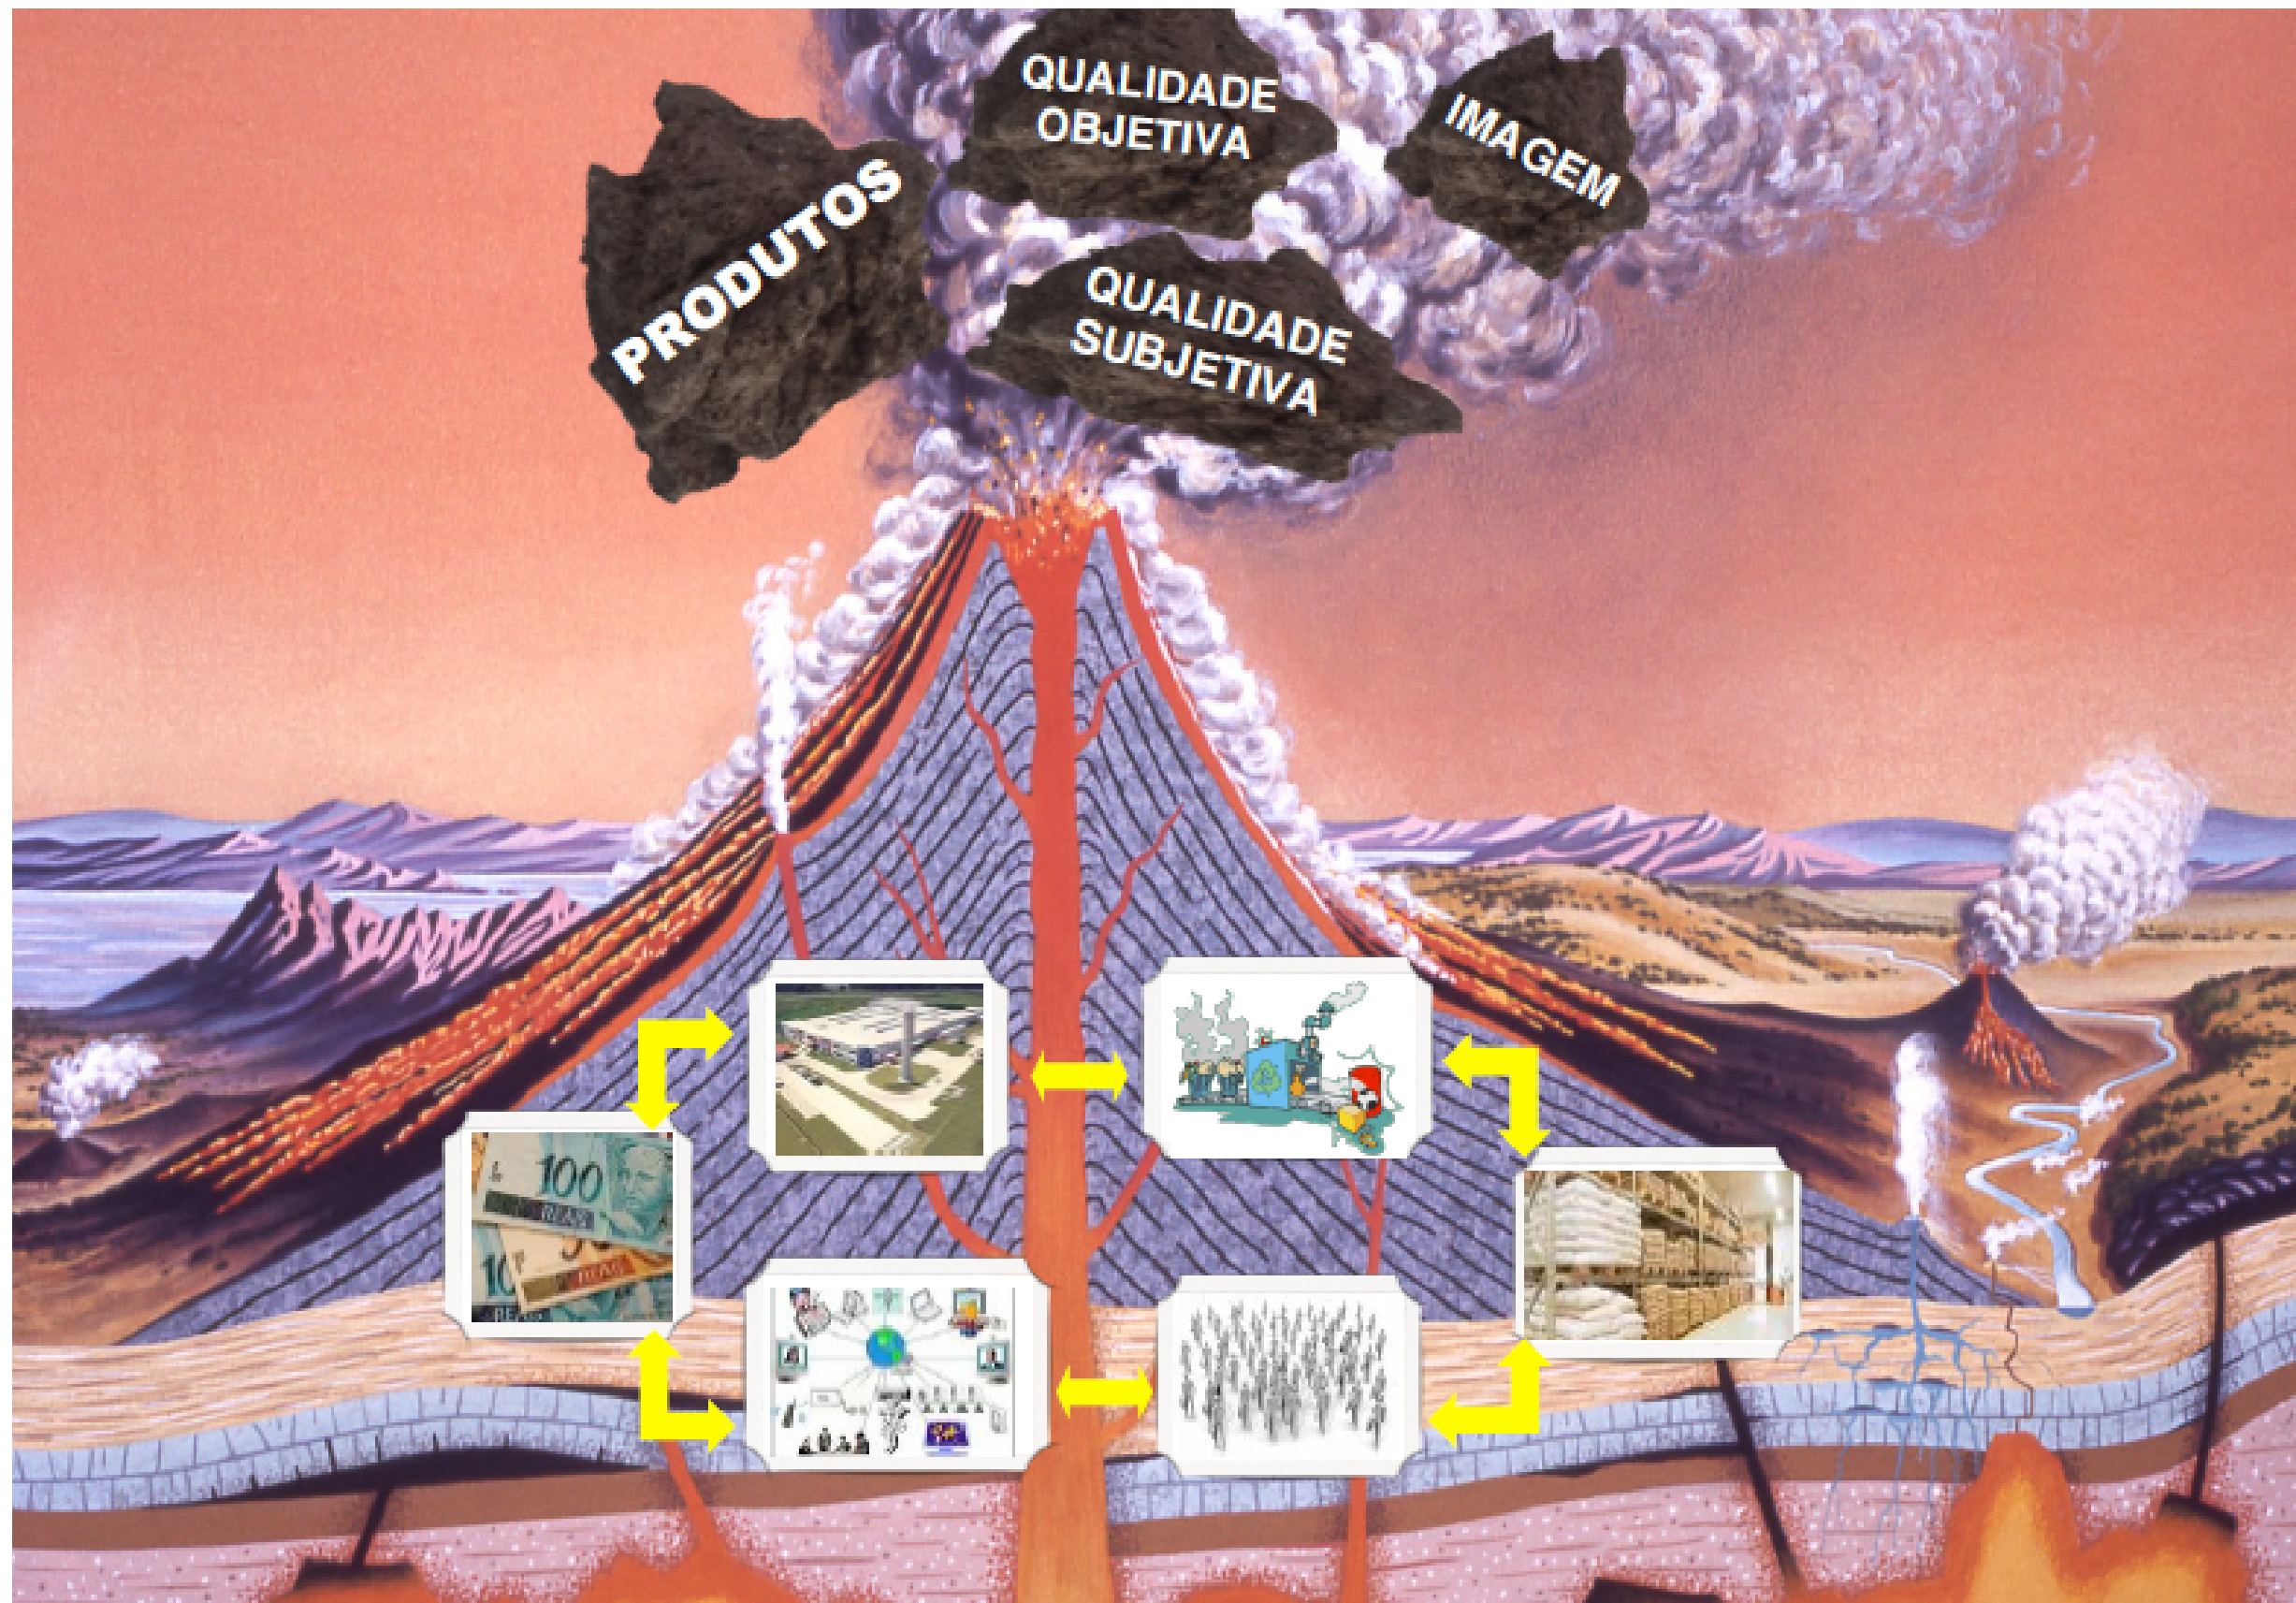 PRODUTOS
QUALIDADE
OBJETIVA
IMAGEM
QUALIDADE
SUBJETIVA
100
REAIS